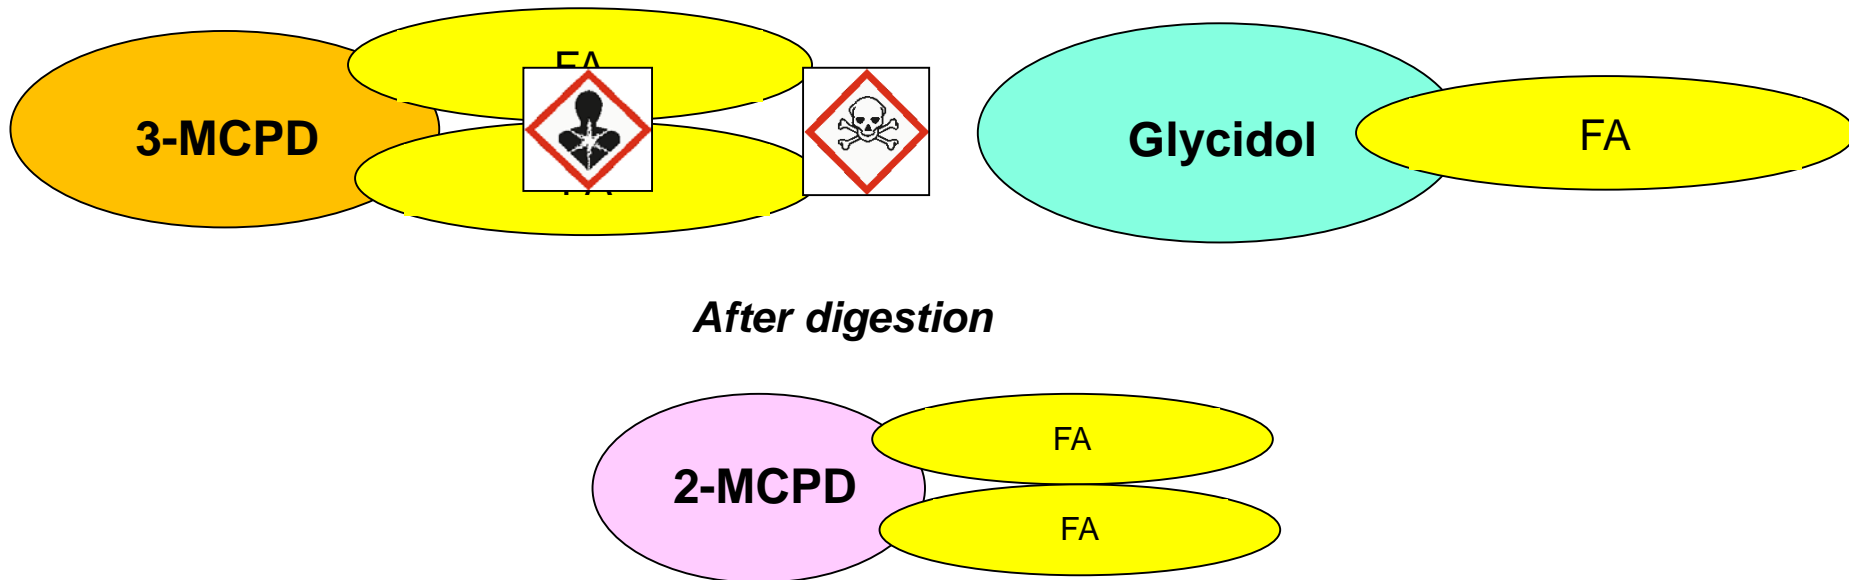 3-MCPD
Glycidol
FA
After digestion
2-MCPD
FA
FA